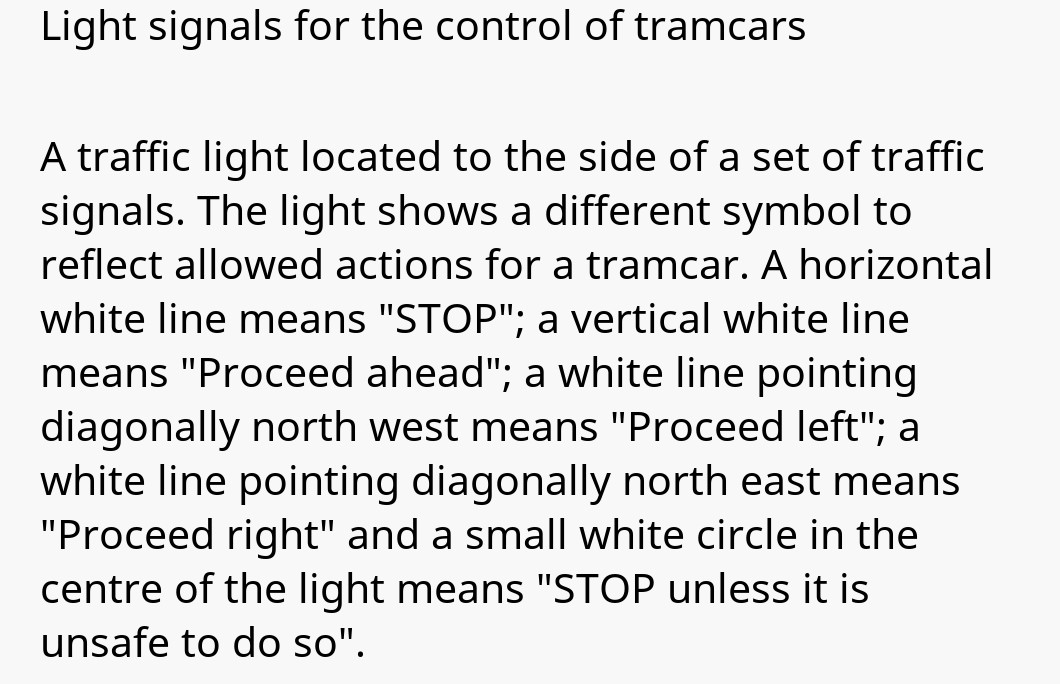 Light signals for the control of tramcars
A traffic light located to the side of a set of traffic
signals. The light shows a different symbol to
reflect allowed actions for a tramcar. A horizontal
white line means "STOP"; a vertical white line
means "Proceed ahead"; a white line pointing
diagonally north west means "Proceed left"; a
white line pointing diagonally north east means
"Proceed right" and a small white circle in the
centre of the light means "STOP unless it is
unsafe to do so".